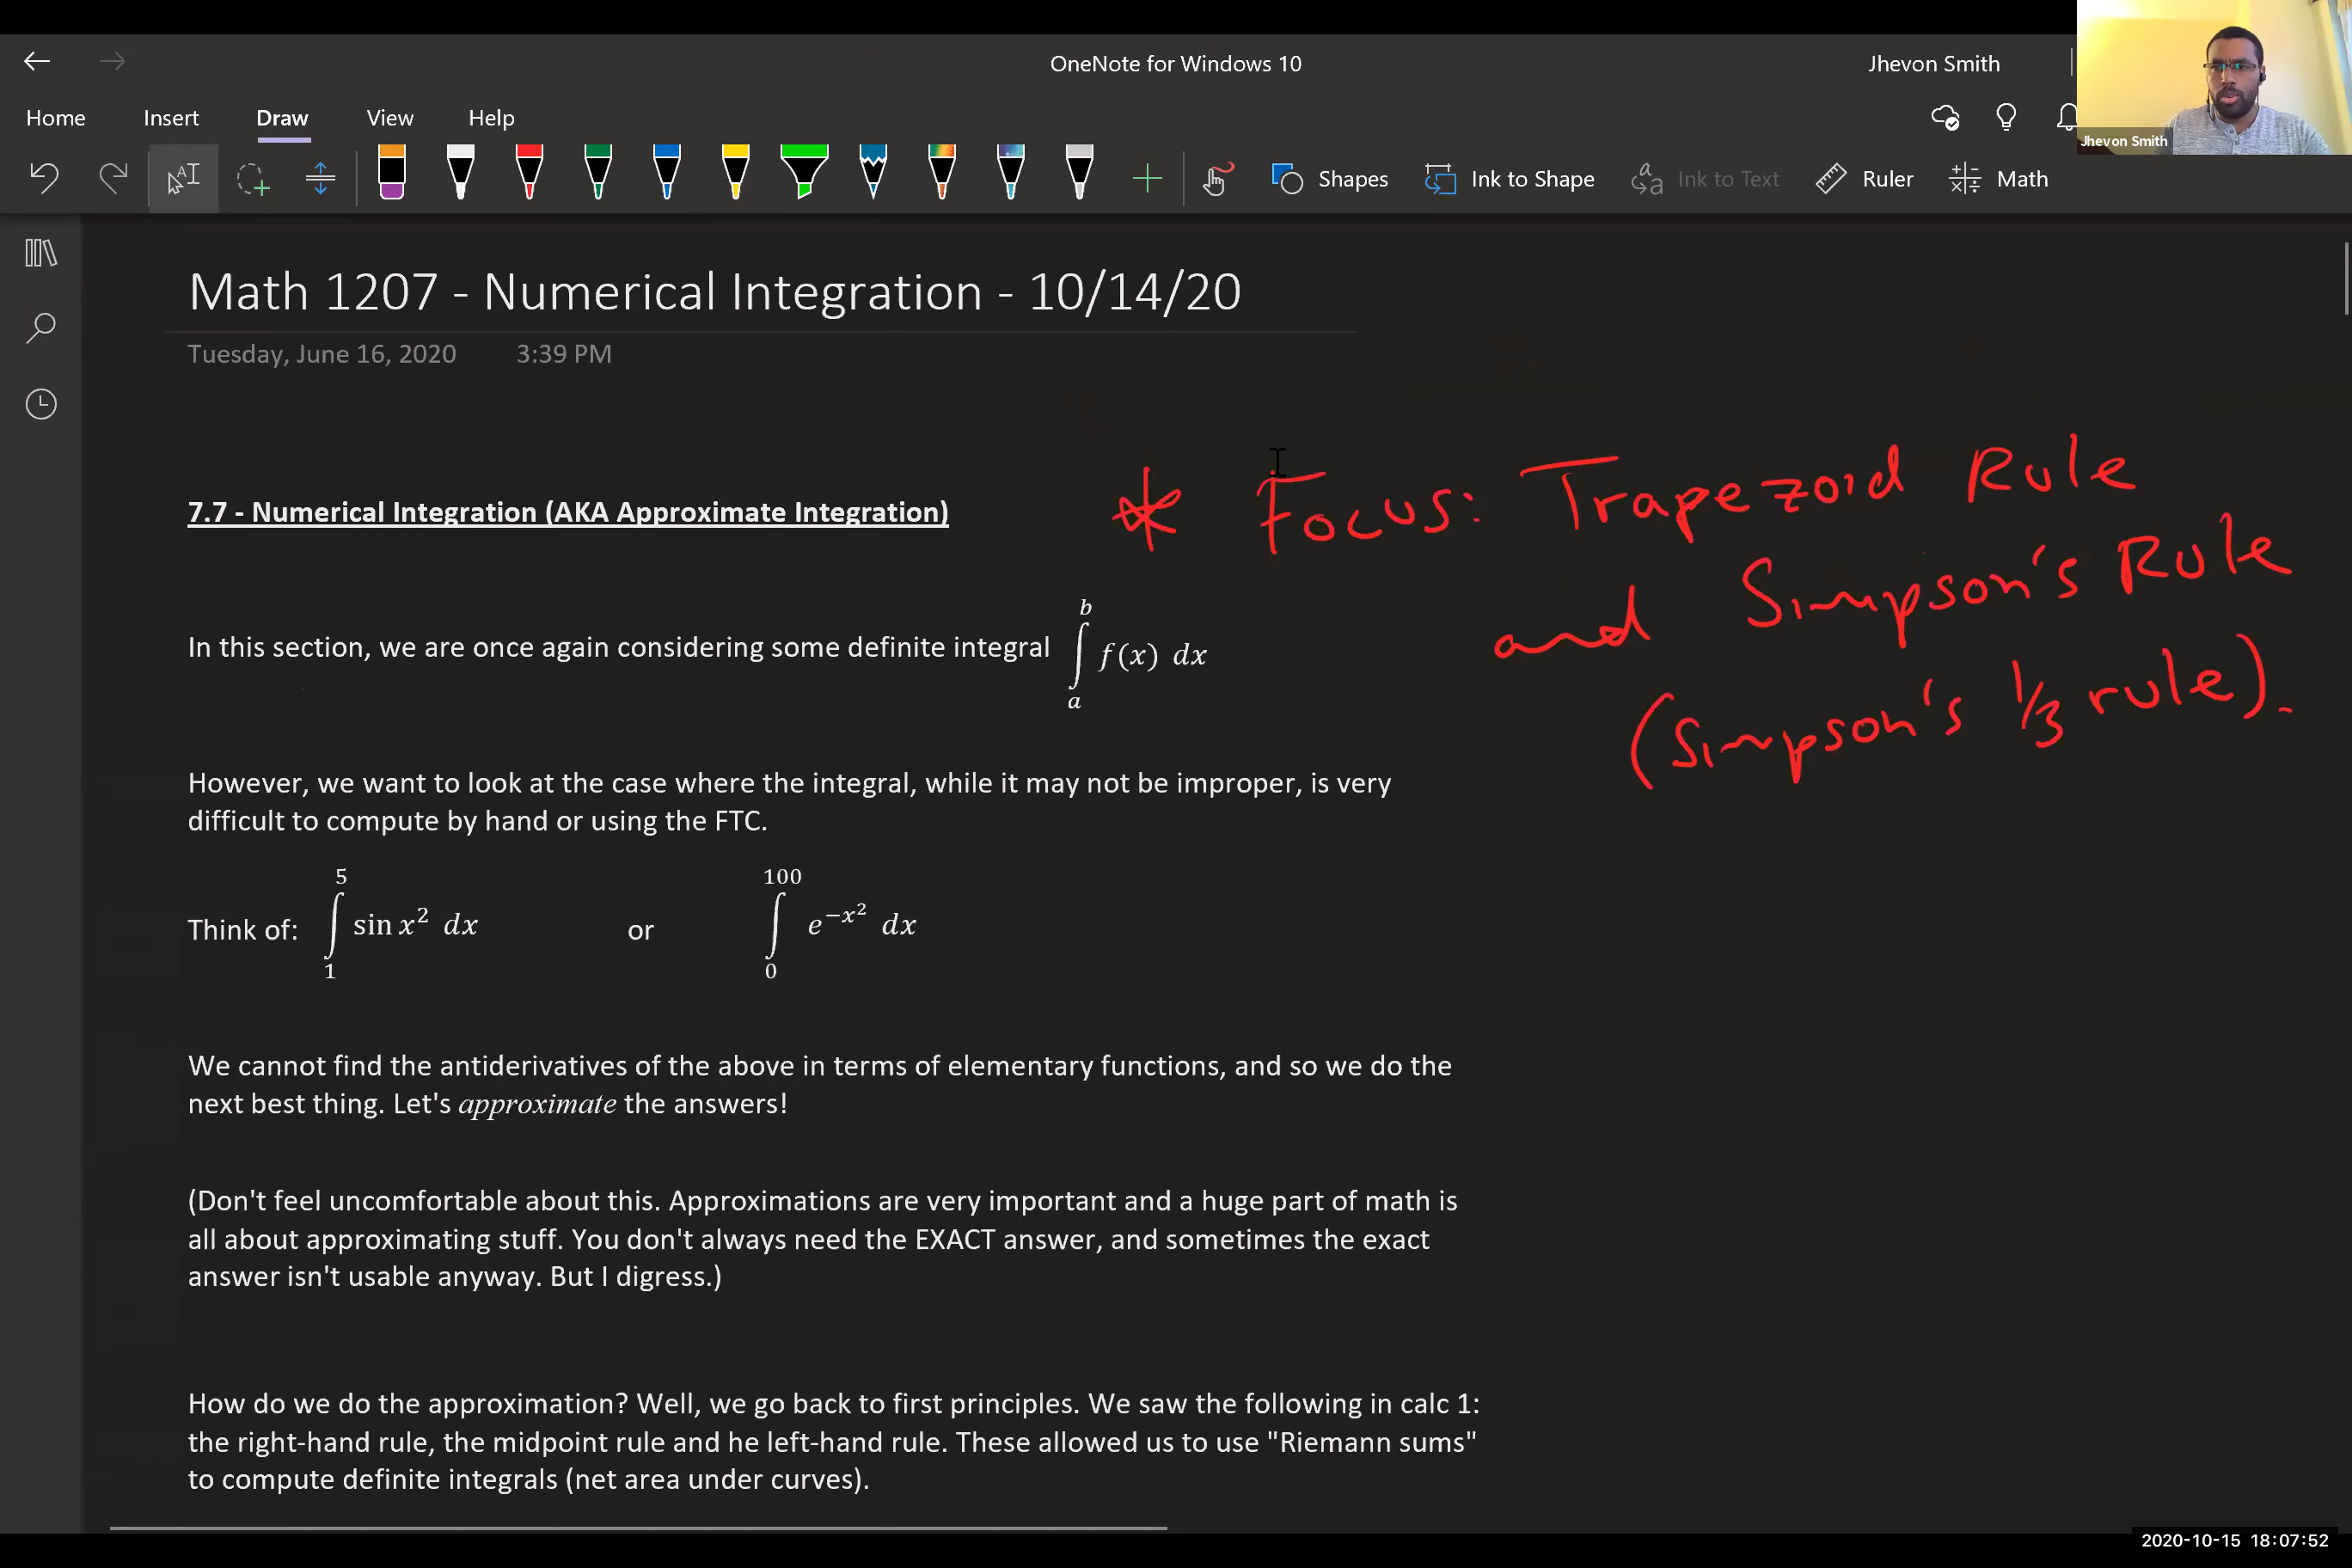 OneNote for Windows 10
Jhevon Smith
Home Insert Draw View Help
Jhevon Smith
Shapes Ink to Shape Ink to Text Ruler Math
Math 1207 - Numerical Integration - 10/14/20
Tuesday, June 16, 2020 3:39 PM
* Focus: Trapezoid Rule
and Simpson's Rule
(Simpson's 1/3 rule).
7.7 - Numerical Integration (AKA Approximate Integration)
In this section, we are once again considering some definite integral ∫_a^b f(x) dx
However, we want to look at the case where the integral, while it may not be improper, is very
difficult to compute by hand or using the FTC.
Think of: ∫_1^5 sin x² dx or ∫_0^100 e^(−x²) dx
We cannot find the antiderivatives of the above in terms of elementary functions, and so we do the
next best thing. Let's approximate the answers!
(Don't feel uncomfortable about this. Approximations are very important and a huge part of math is
all about approximating stuff. You don't always need the EXACT answer, and sometimes the exact
answer isn't usable anyway. But I digress.)
How do we do the approximation? Well, we go back to first principles. We saw the following in calc 1:
the right-hand rule, the midpoint rule and he left-hand rule. These allowed us to use "Riemann sums"
to compute definite integrals (net area under curves).
2020-10-15 18:07:52